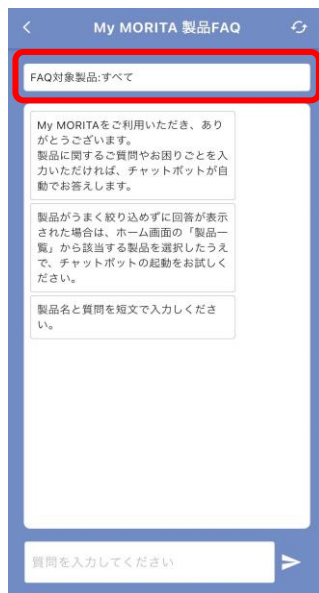 My MORITA 製品FAQ
FAQ対象製品:すべて
My MORITAをご利用いただき、あり
がとうございます。
製品に関するご質問やお困りごとを入
力いただければ、チャットボットが自
動でお答えします。
製品がうまく絞り込めずに回答が表示
された場合は、ホーム画面の「製品一
覧」から該当する製品を選択したうえ
で、チャットボットの起動をお試しく
ださい。
製品名と質問を短文で入力してくださ
い。
質問を入力してください